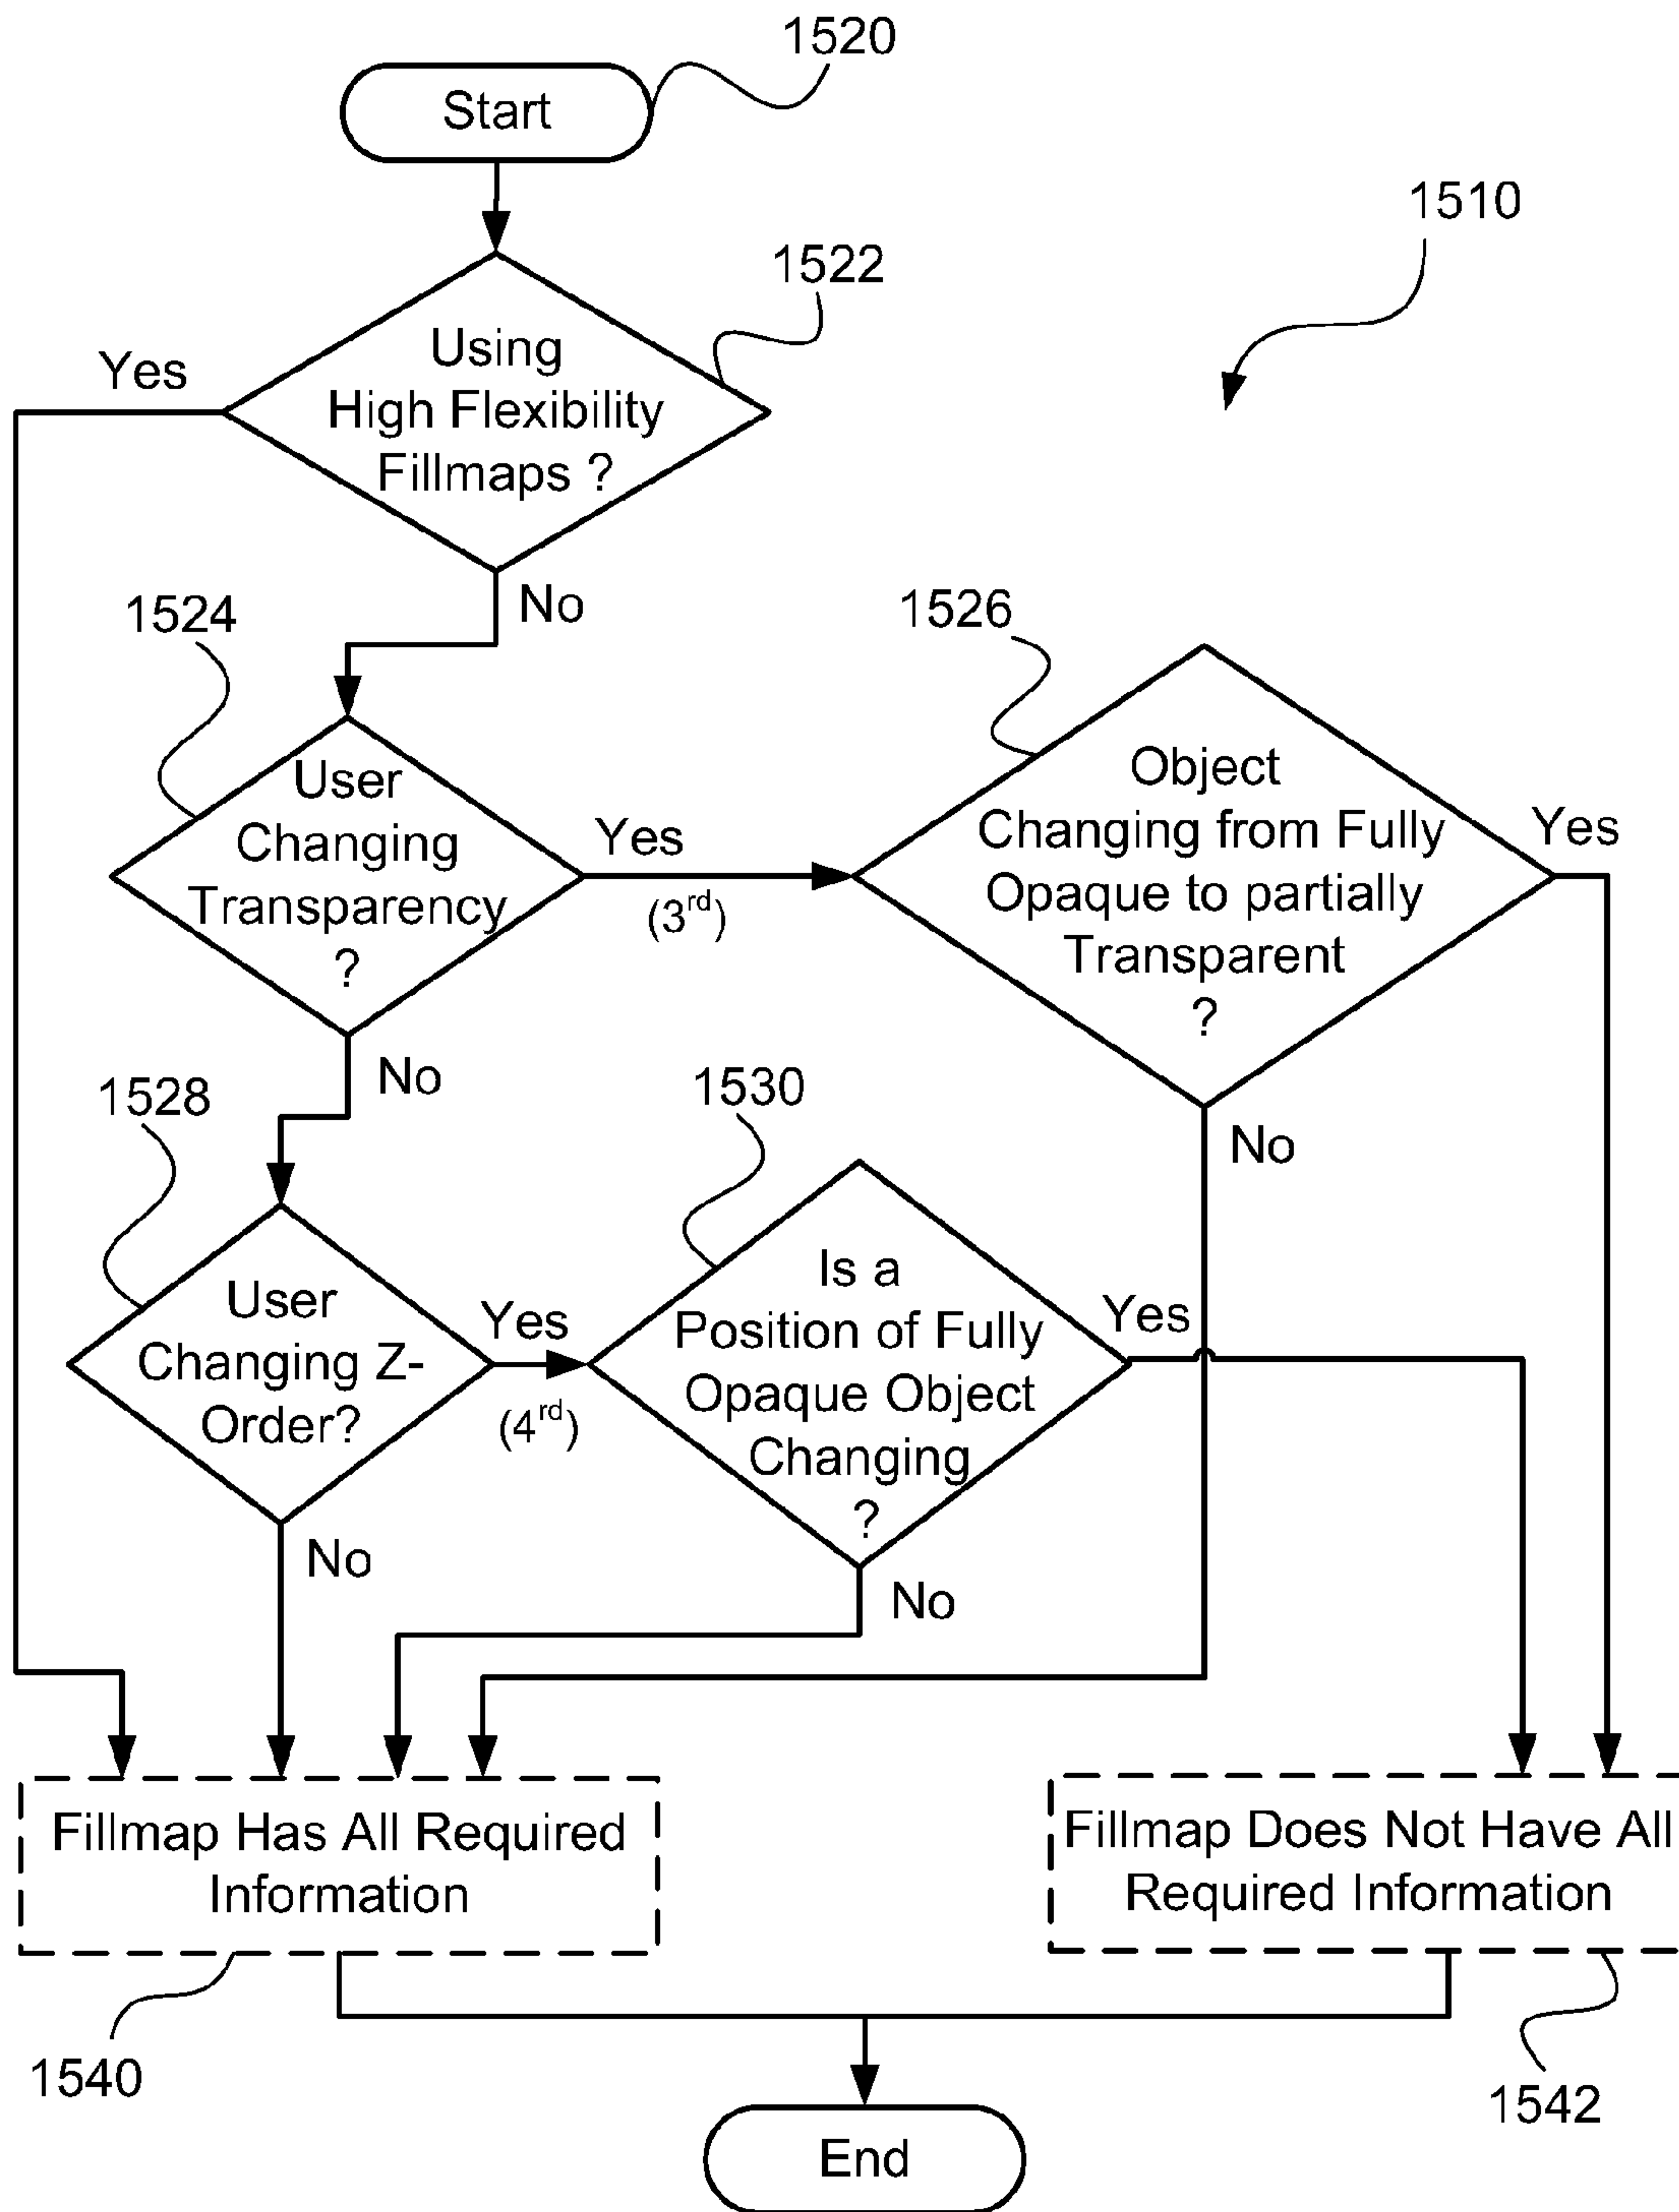 1520
Start
1510
1522
Using
High Flexibility
Fillmaps ?
Yes
No
1524
1526
User
Changing
Transparency
?
Yes
(3rd)
Object
Changing from Fully
Opaque to partially
Transparent
?
Yes
No
No
1528
1530
User
Changing Z-
Order?
Yes
(4rd)
Is a
Position of Fully
Opaque Object
Changing
?
Yes
No
No
Fillmap Has All Required
Information
Fillmap Does Not Have All
Required Information
1540
1542
End